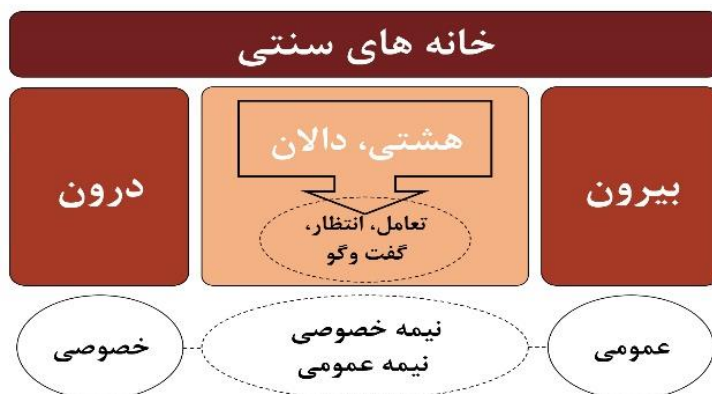 خانه های سنتی
بیرون
هشتی، دالان
تعامل، انتظار،
گفت وگو
درون
عمومی
نیمه خصوصی
نیمه عمومی
خصوصی